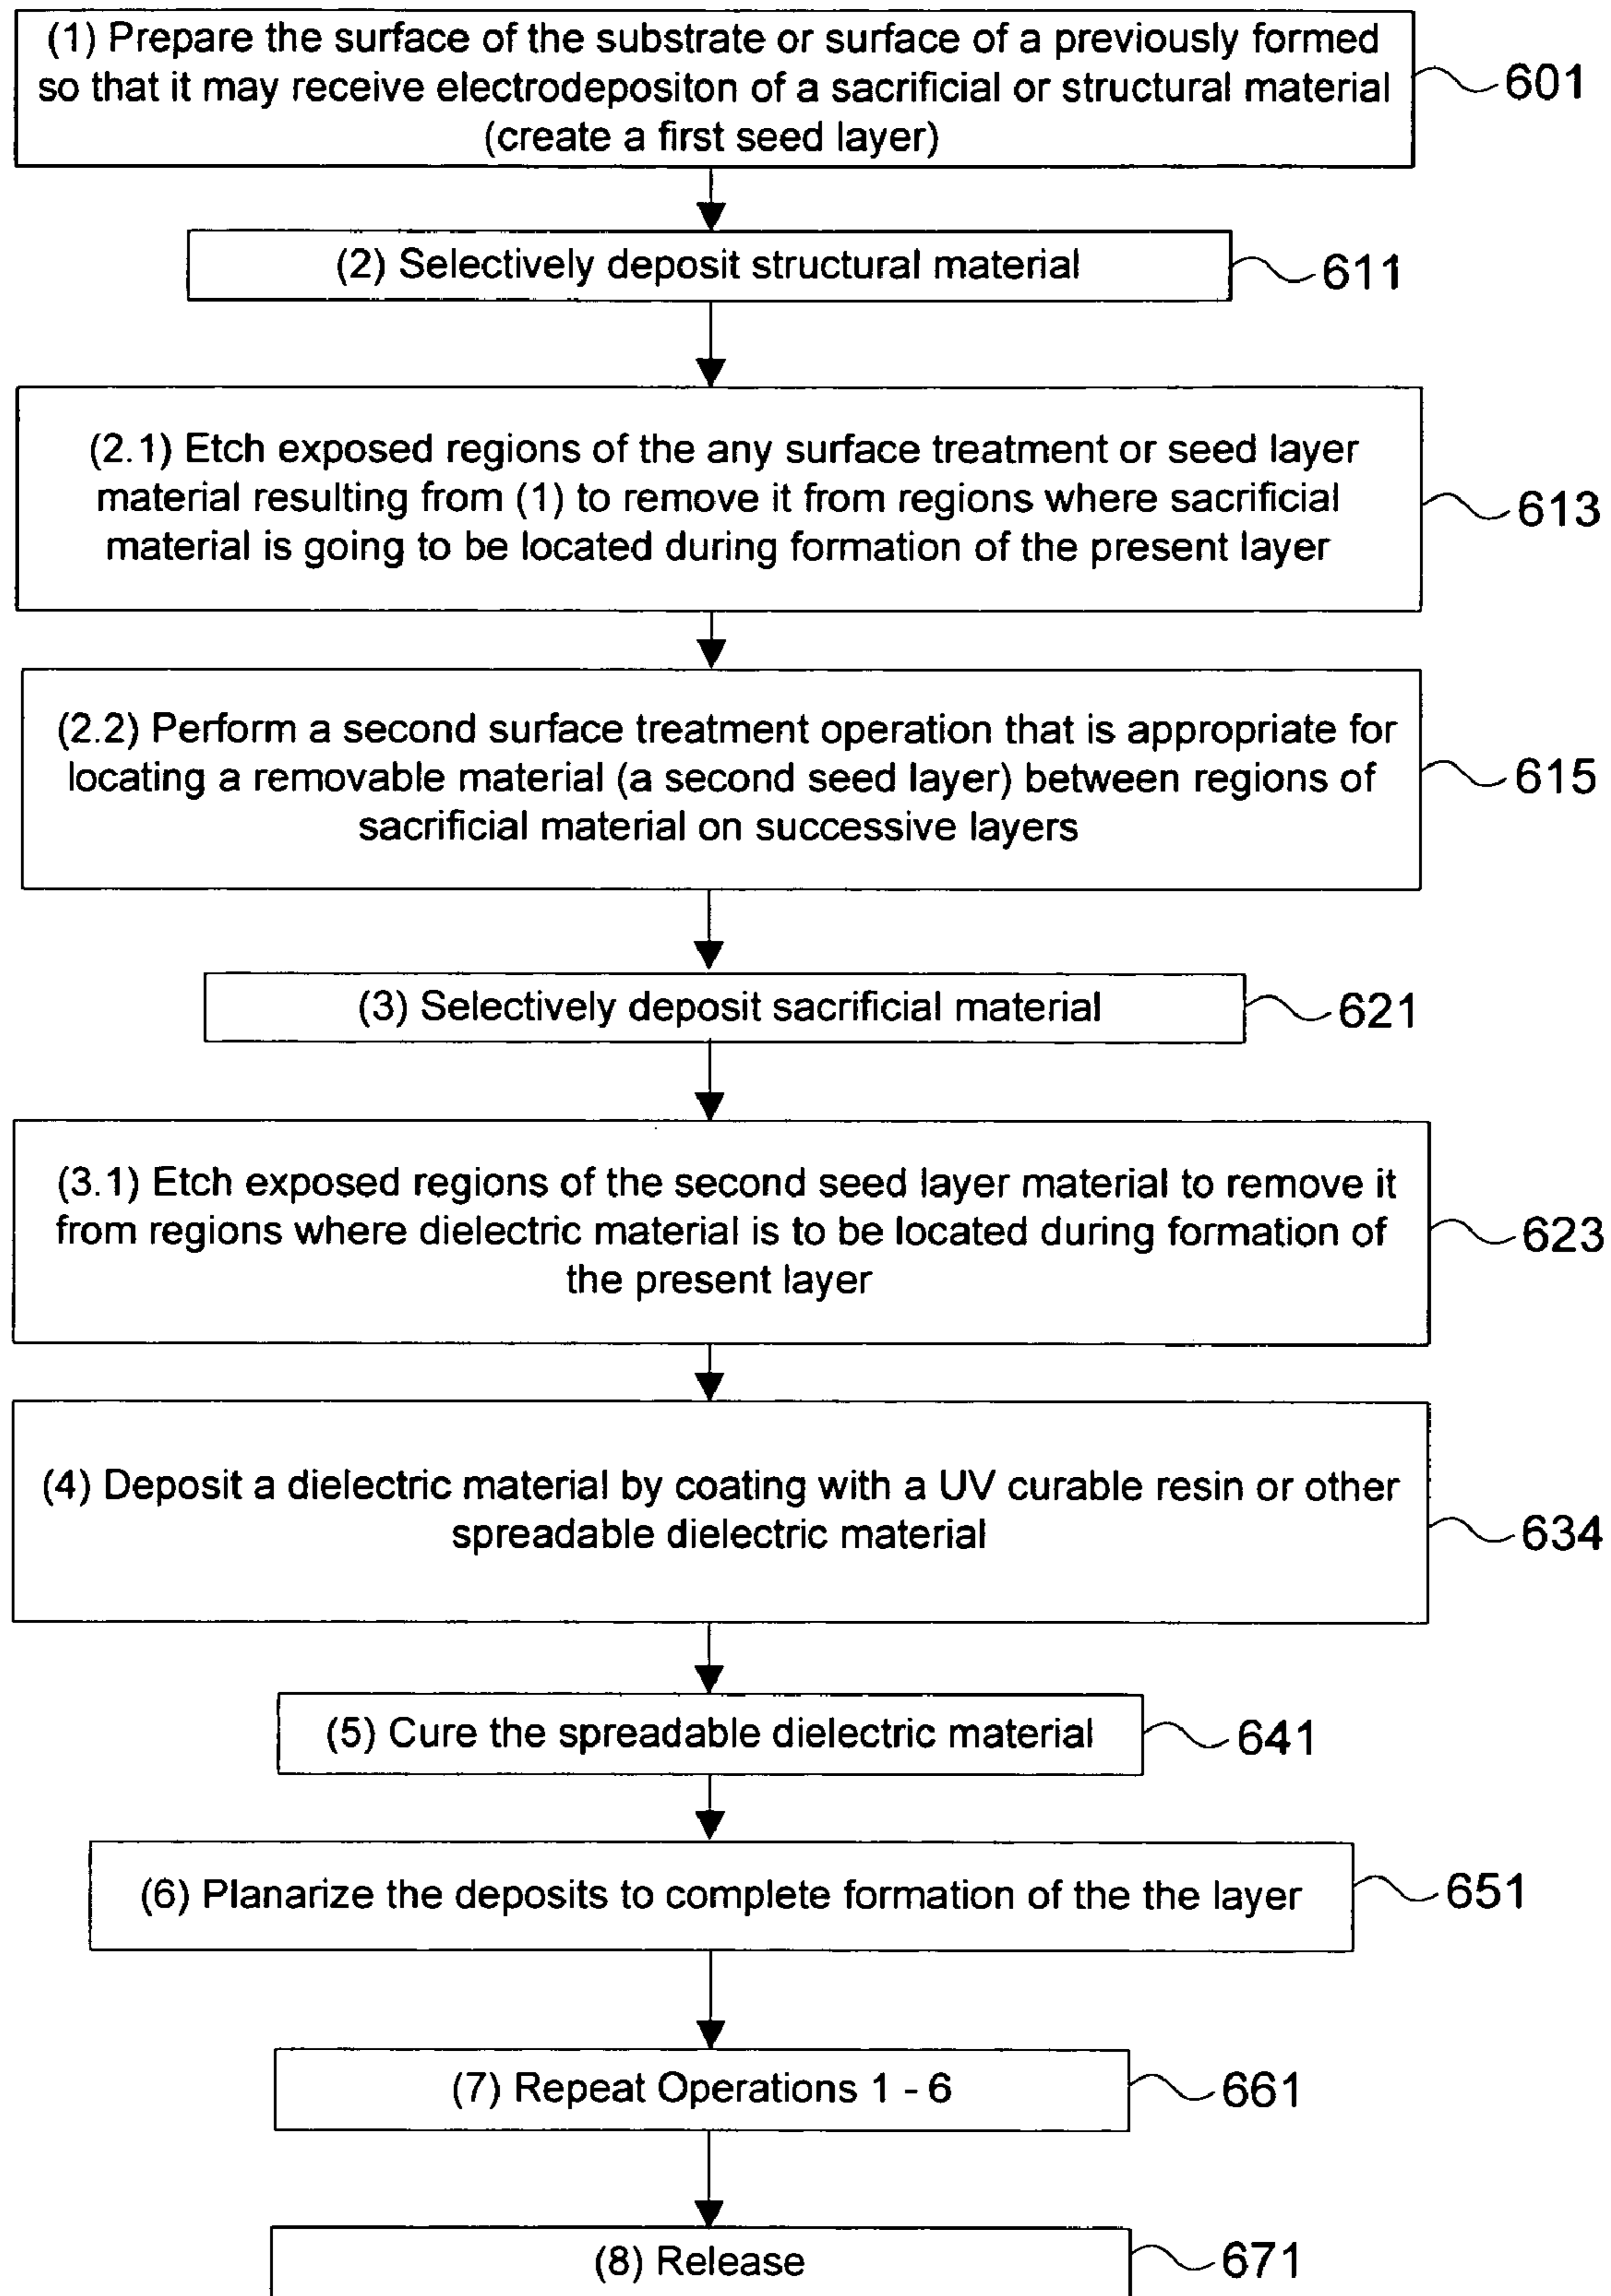 (1) Prepare the surface of the substrate or surface of a previously formed
so that it may receive electrodepositon of a sacrificial or structural material
(create a first seed layer)
601
(2) Selectively deposit structural material
611
(2.1) Etch exposed regions of the any surface treatment or seed layer
material resulting from (1) to remove it from regions where sacrificial
material is going to be located during formation of the present layer
613
(2.2) Perform a second surface treatment operation that is appropriate for
locating a removable material (a second seed layer) between regions of
sacrificial material on successive layers
615
(3) Selectively deposit sacrificial material
621
(3.1) Etch exposed regions of the second seed layer material to remove it
from regions where dielectric material is to be located during formation of
the present layer
623
(4) Deposit a dielectric material by coating with a UV curable resin or other
spreadable dielectric material
634
(5) Cure the spreadable dielectric material
641
(6) Planarize the deposits to complete formation of the the layer
651
(7) Repeat Operations 1 - 6
661
(8) Release
671